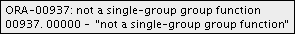 ORA-00937: not a single-group group function
00937. 00000 -  "not a single-group group function"